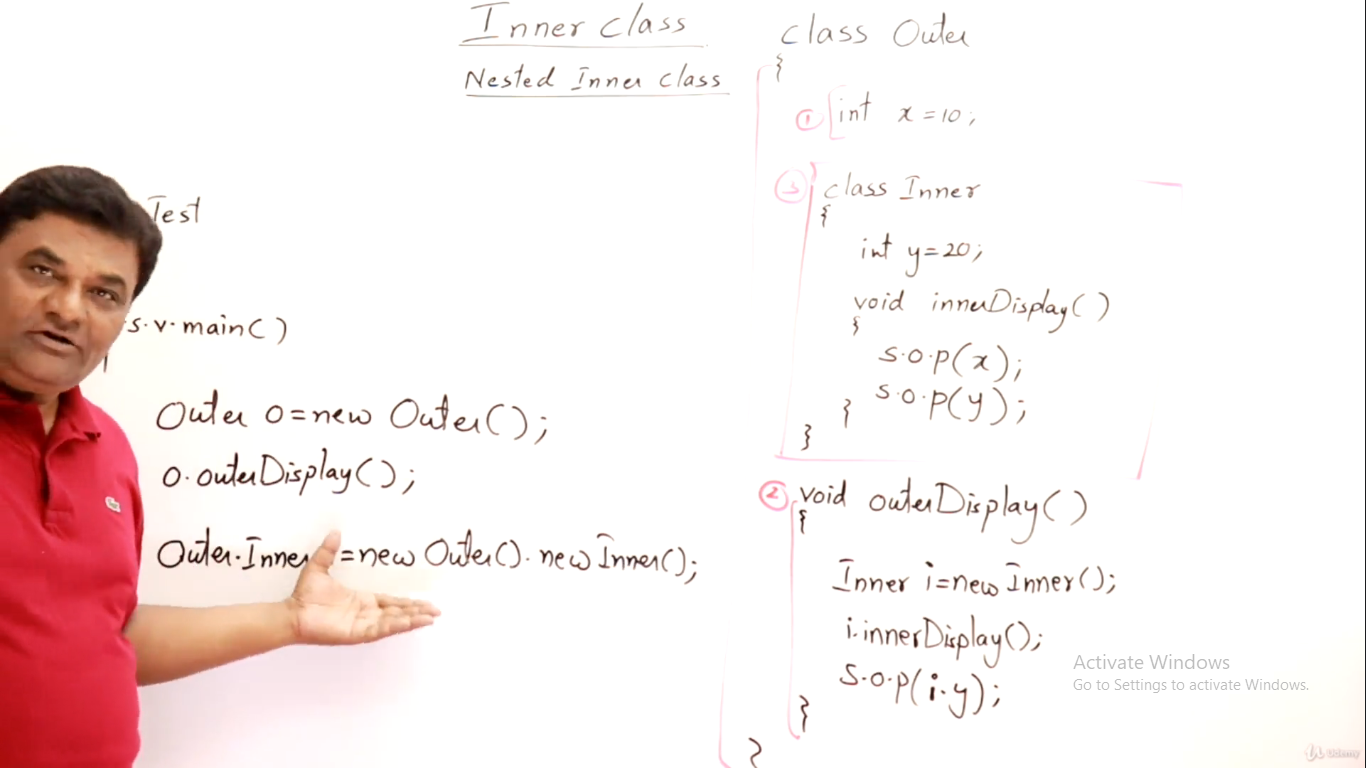 Inner class
Nested Inner class
Test
s.v.main()
Outer o=new Outer();
o.outerDisplay();
Outer.Inner =new Outer().new Inner();
class Outer
{
① int x=10;
③ class Inner
{
int y=20;
void innerDisplay()
{
s.o.p(x);
s.o.p(y);
}
}
② void outerDisplay()
{
Inner i=new Inner();
i.innerDisplay();
s.o.p(i.y);
}
}
Activate Windows
Go to Settings to activate Windows.
Udemy